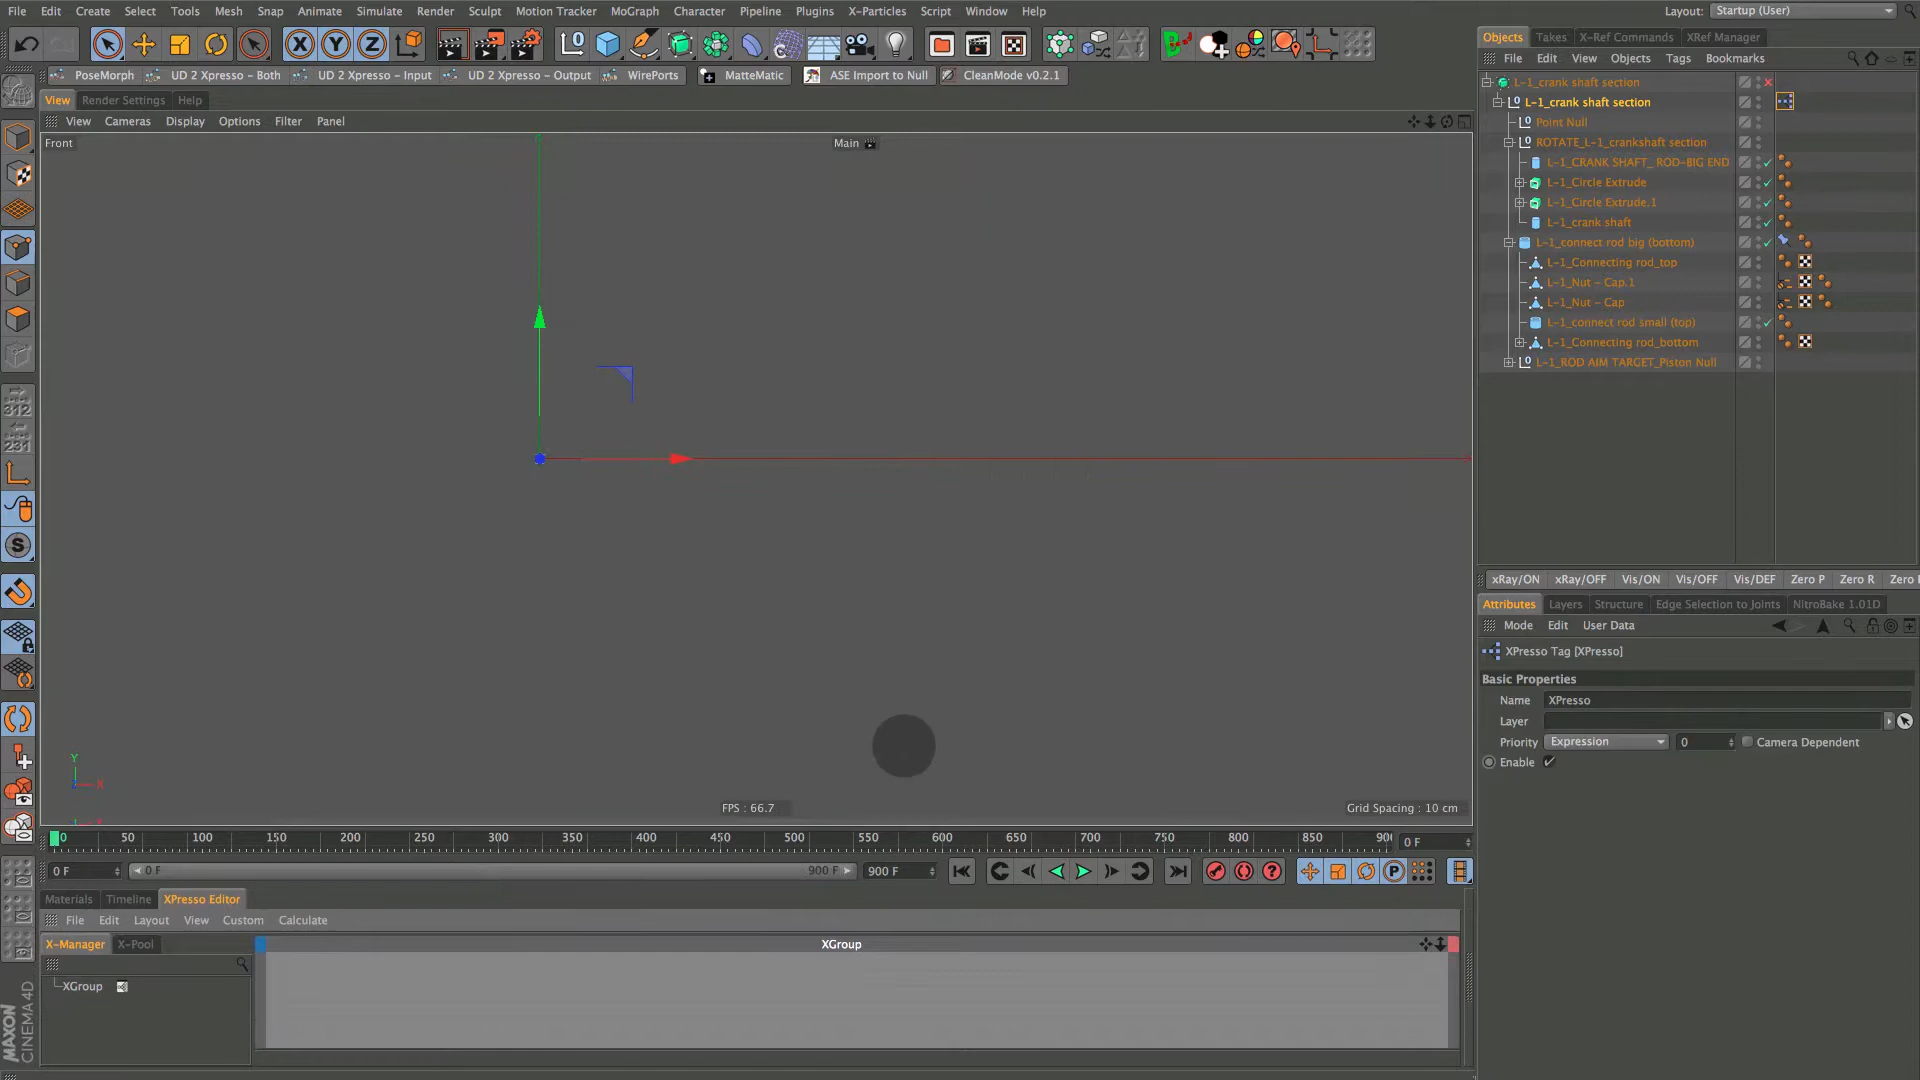 File Edit Create Select Tools Mesh Snap Animate Simulate Render Sculpt Motion Tracker MoGraph Character Pipeline Plugins X-Particles Script Window Help
Layout: Startup (User)
X Y Z
PoseMorph UD 2 Xpresso - Both UD 2 Xpresso - Input UD 2 Xpresso - Output WirePorts MatteMatic ASE Import to Null CleanMode v0.2.1
View Render Settings Help
View Cameras Display Options Filter Panel
Front
Main
Y
X
FPS : 66.7
Grid Spacing : 10 cm
312
231
S
0 50 100 150 200 250 300 350 400 450 500 550 600 650 700 750 800 850 90
0 F
0 F
0 F
900 F
900 F
P
Materials Timeline XPresso Editor
File Edit Layout View Custom Calculate
X-Manager X-Pool
XGroup
XGroup
MAXON
CINEMA4D
Objects Takes X-Ref Commands XRef Manager
File Edit View Objects Tags Bookmarks
L-1_crank shaft section
L-1_crank shaft section
Point Null
ROTATE_L-1_crankshaft section
L-1_CRANK SHAFT_ ROD-BIG END
L-1_Circle Extrude
L-1_Circle Extrude.1
L-1_crank shaft
L-1_connect rod big (bottom)
L-1_Connecting rod_top
L-1_Nut - Cap.1
L-1_Nut - Cap
L-1_connect rod small (top)
L-1_Connecting rod_bottom
L-1_ROD AIM TARGET_Piston Null
xRay/ON xRay/OFF Vis/ON Vis/OFF Vis/DEF Zero P Zero R Zero
Attributes Layers Structure Edge Selection to Joints NitroBake 1.01D
Mode Edit User Data
XPresso Tag [XPresso]
Basic Properties
Name XPresso
Layer
Priority Expression 0 Camera Dependent
Enable